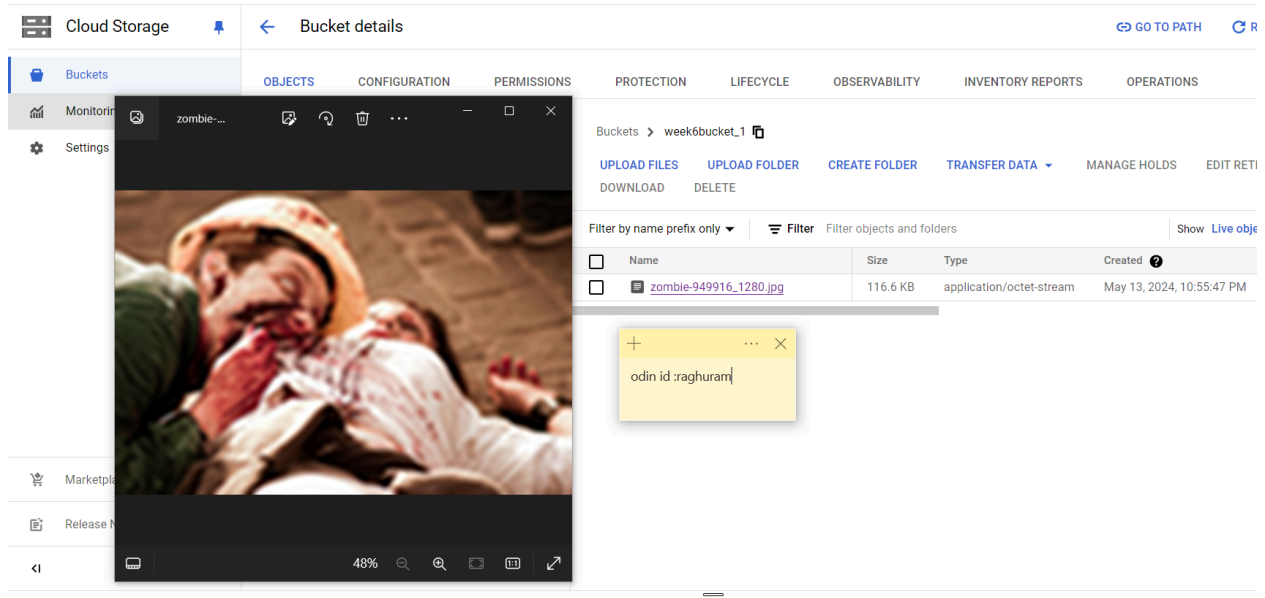 Cloud Storage
Bucket details
GO TO PATH
R
Buckets
Monitorin
Settings
Marketpla
Release N
OBJECTS CONFIGURATION PERMISSIONS PROTECTION LIFECYCLE OBSERVABILITY INVENTORY REPORTS OPERATIONS
zombie-...
48%
1:1
Buckets > week6bucket_1
UPLOAD FILES UPLOAD FOLDER CREATE FOLDER TRANSFER DATA MANAGE HOLDS EDIT RETI
DOWNLOAD DELETE
Filter by name prefix only Filter Filter objects and folders Show Live obje
Name Size Type Created
zombie-949916_1280.jpg 116.6 KB application/octet-stream May 13, 2024, 10:55:47 PM
odin id :raghuram